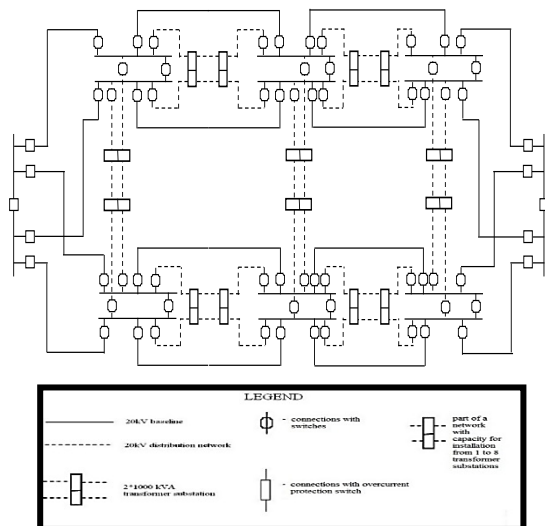 LEGEND
20kV baseline
20kV distribution network
2*1000 kVA
transformer substation
- connections with
switches
- connections with overcurrent
protection switch
part of a
network
with
capacity for
installation
from 1 to 8
transformer
substations